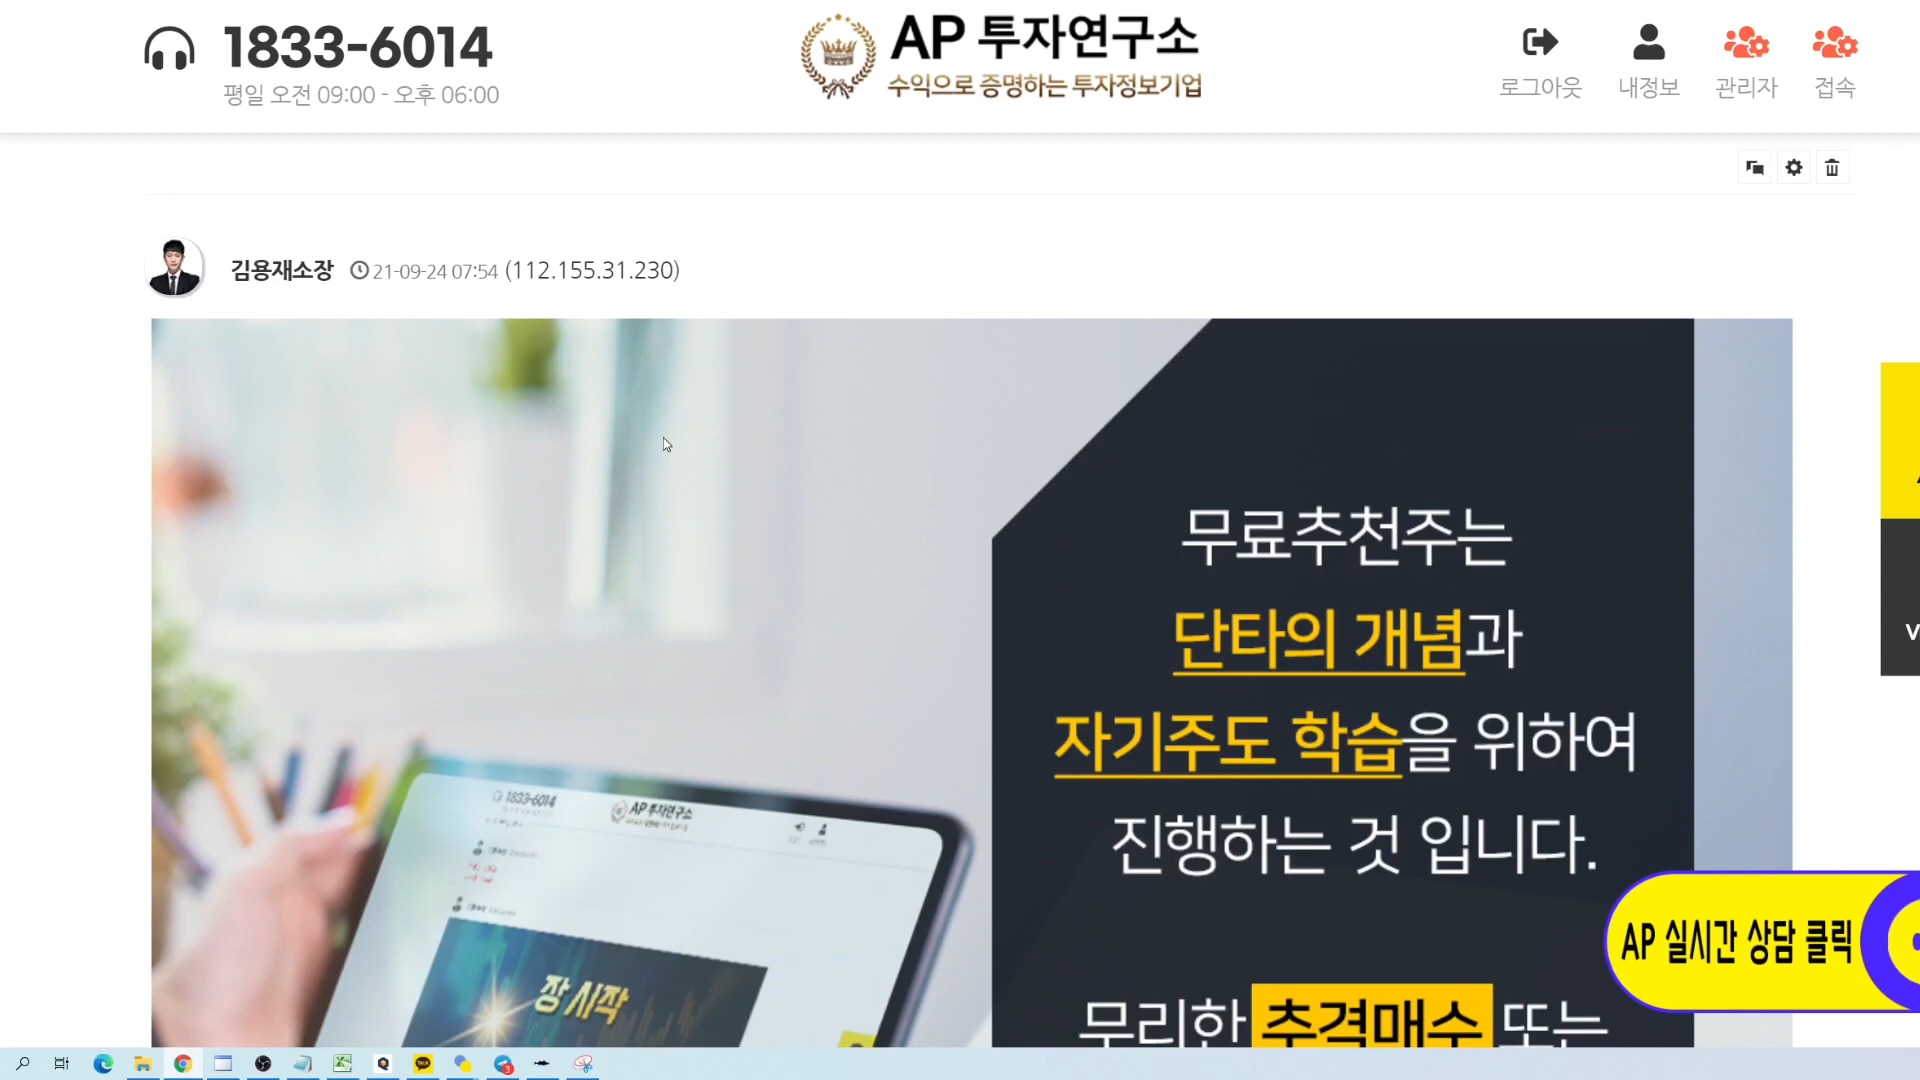 1833-6014
평일 오전 09:00 - 오후 06:00
AP 투자연구소
수익으로 증명하는 투자정보기업
로그아웃
내정보
관리자
접속
김용재소장 21-09-24 07:54 (112.155.31.230)
무료추천주는
단타의 개념과
자기주도 학습을 위하여
진행하는 것 입니다.
무리한 추격매수 또는
1833-6014
AP 투자연구소
장 시작
AP 실시간 상담 클릭
V
TALK
3